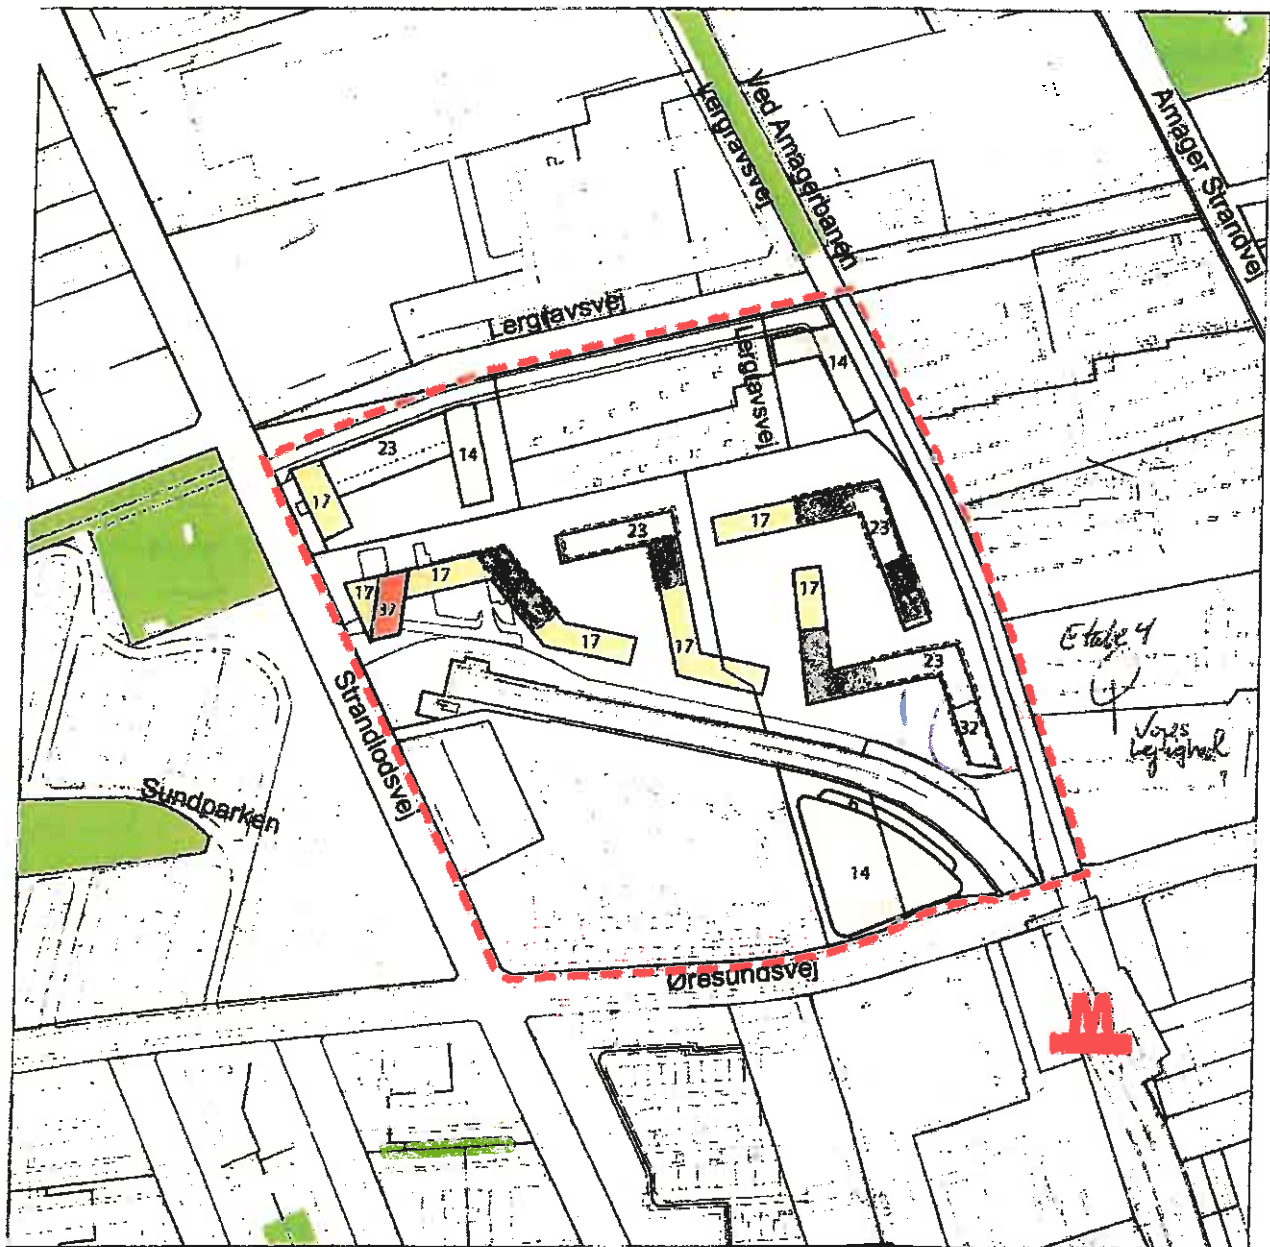 Ved Amagerbanen
Lergravsvej
Amager Strandvej
Lergravsvej
Lergravsvej
14
23
14
17
23
17
23
17
17
37
17
17
17
23
32
Etage 4
Vores
lejlighed
?
Strandlodsvej
Sundparken
14
Øresundsvej
M